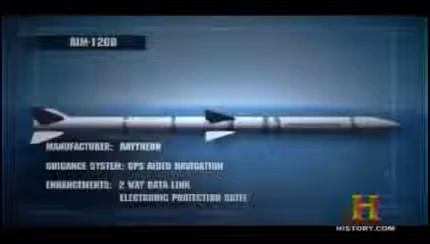 AIM-120D
MANUFACTURER: RAYTHEON
GUIDANCE SYSTEM: GPS AIDED NAVIGATION
ENHANCEMENTS: 2 WAY DATA LINK
ELECTRONIC PROTECTION SUITE
H
HISTORY.COM